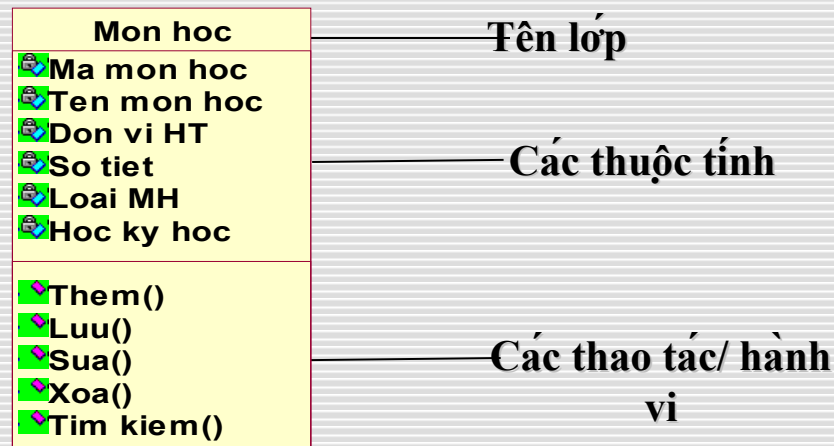 Mon hoc
Tên lớp
Ma mon hoc
Ten mon hoc
Don vi HT
So tiet
Loai MH
Hoc ky hoc
Các thuộc tính
Them()
Luu()
Sua()
Xoa()
Tim kiem()
Các thao tác/ hành
vi